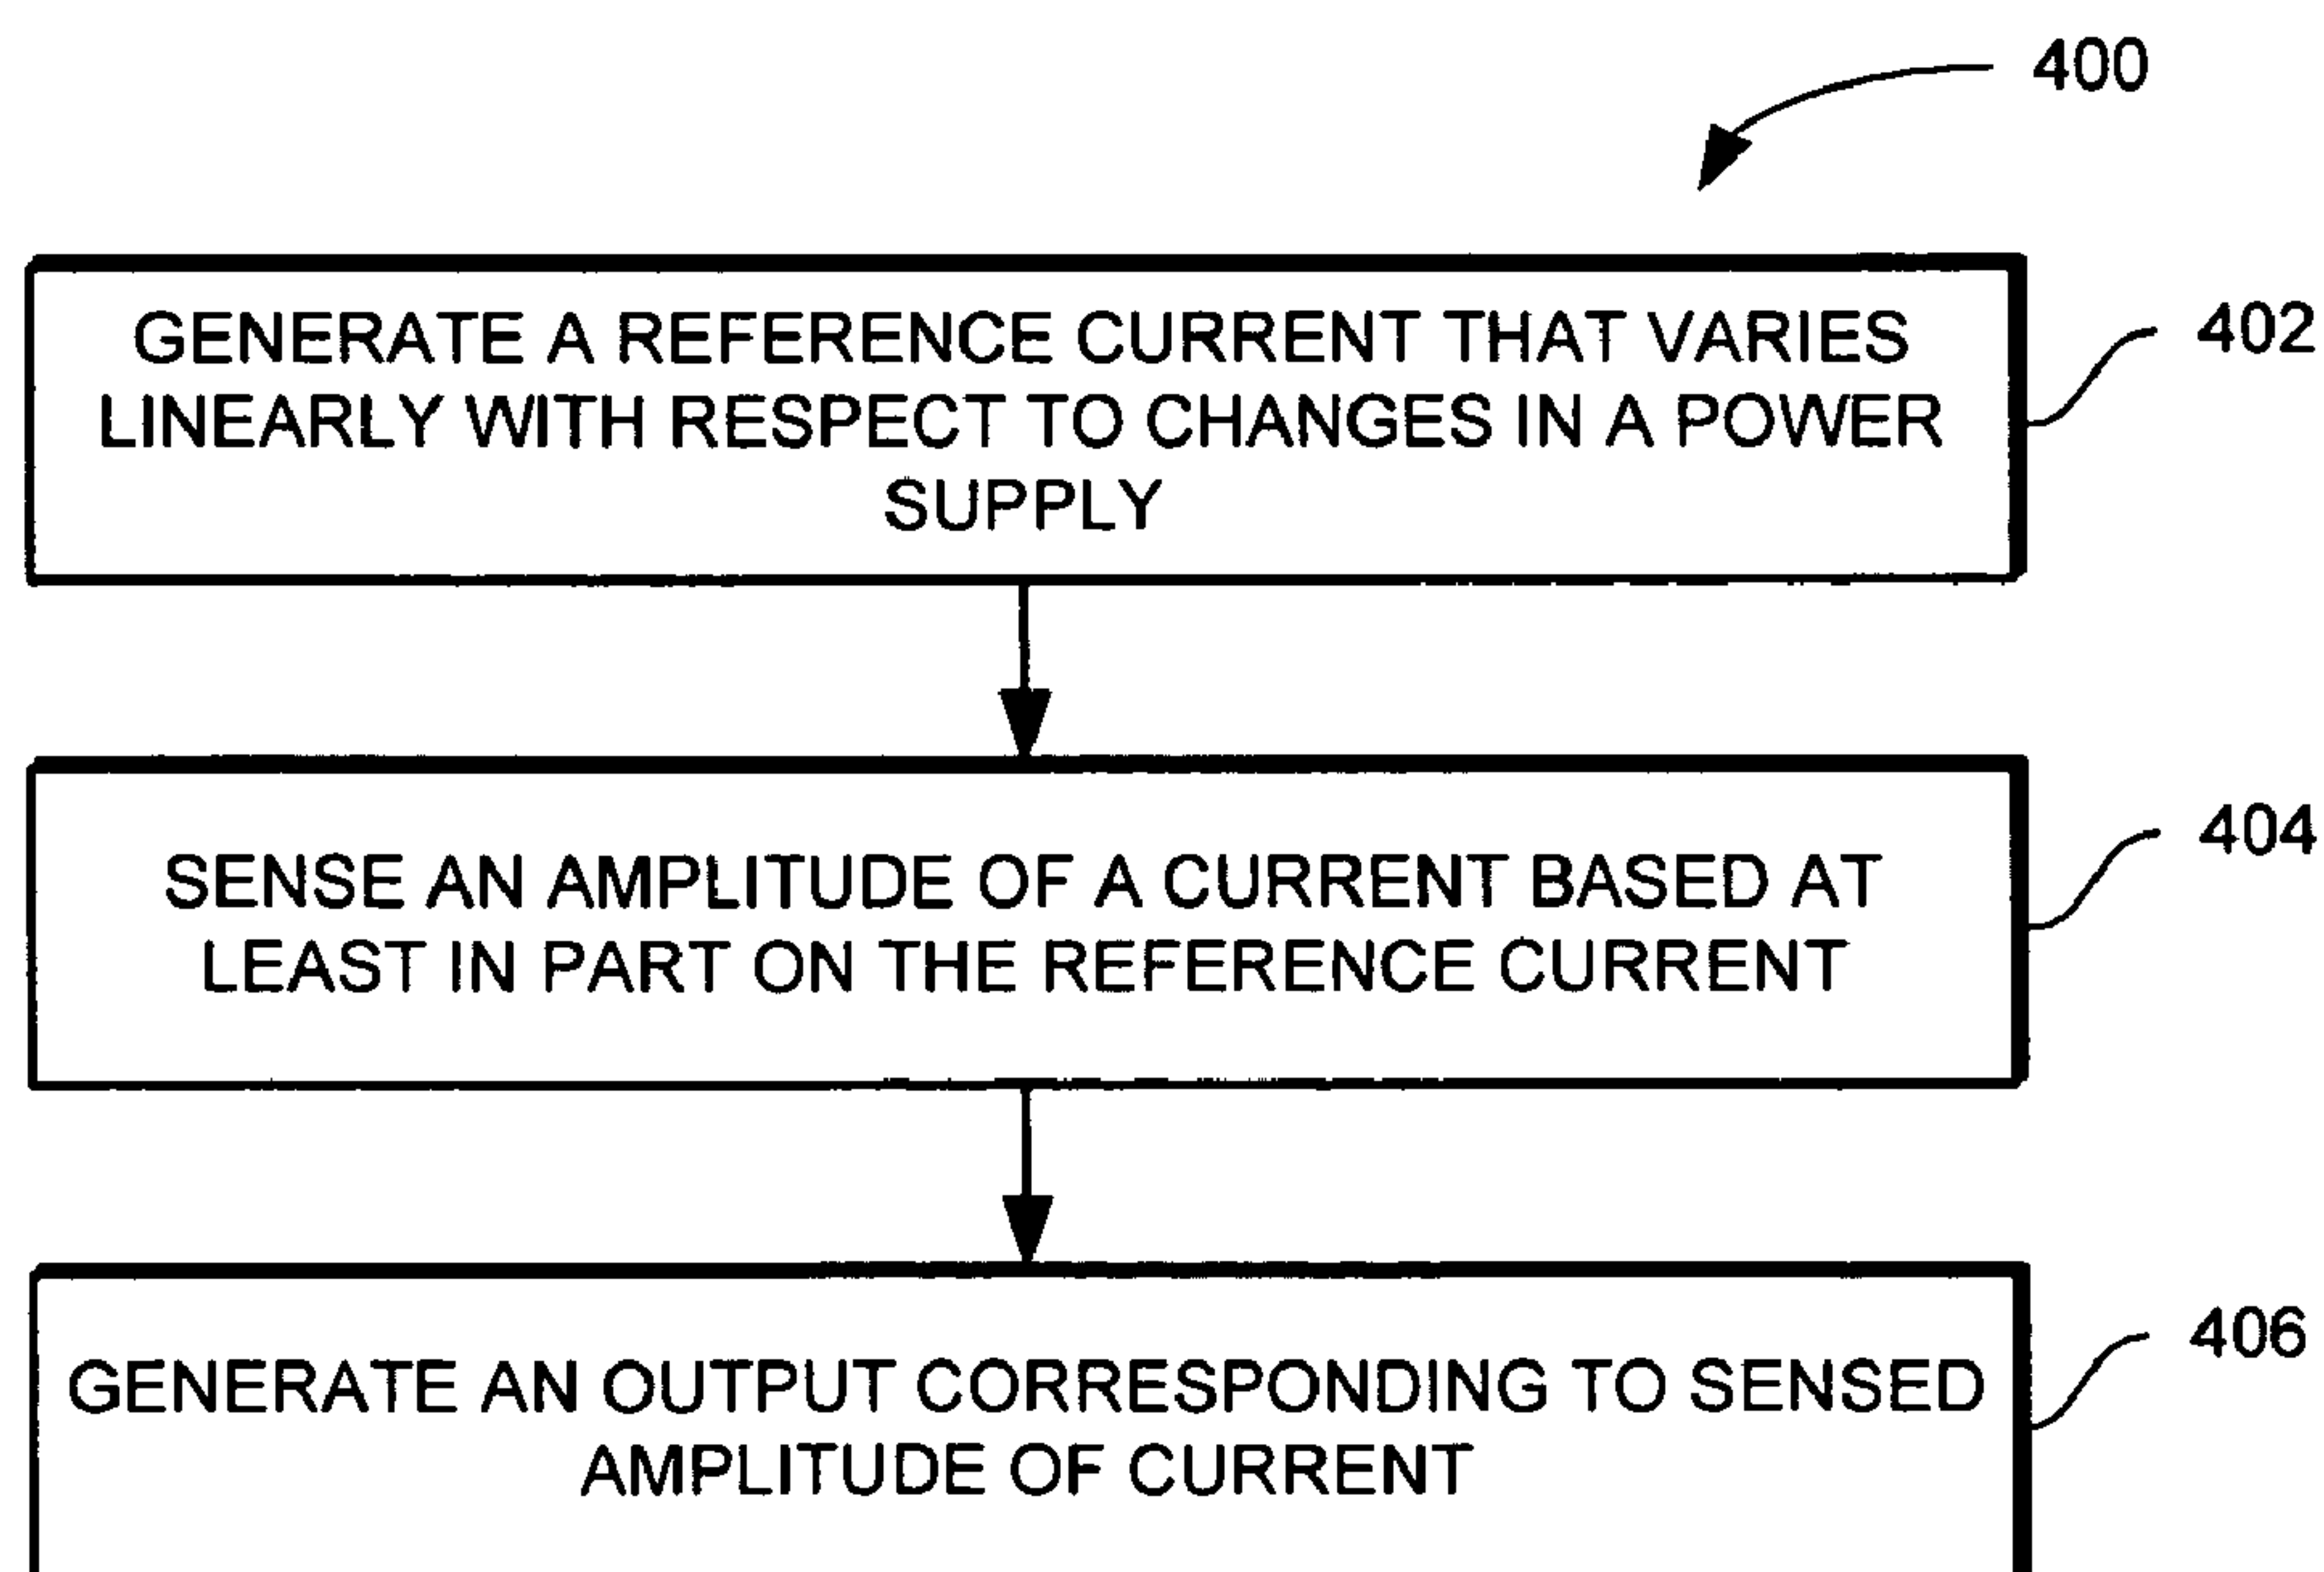 400
GENERATE A REFERENCE CURRENT THAT VARIES
LINEARLY WITH RESPECT TO CHANGES IN A POWER
SUPPLY
402
SENSE AN AMPLITUDE OF A CURRENT BASED AT
LEAST IN PART ON THE REFERENCE CURRENT
404
GENERATE AN OUTPUT CORRESPONDING TO SENSED
AMPLITUDE OF CURRENT
406